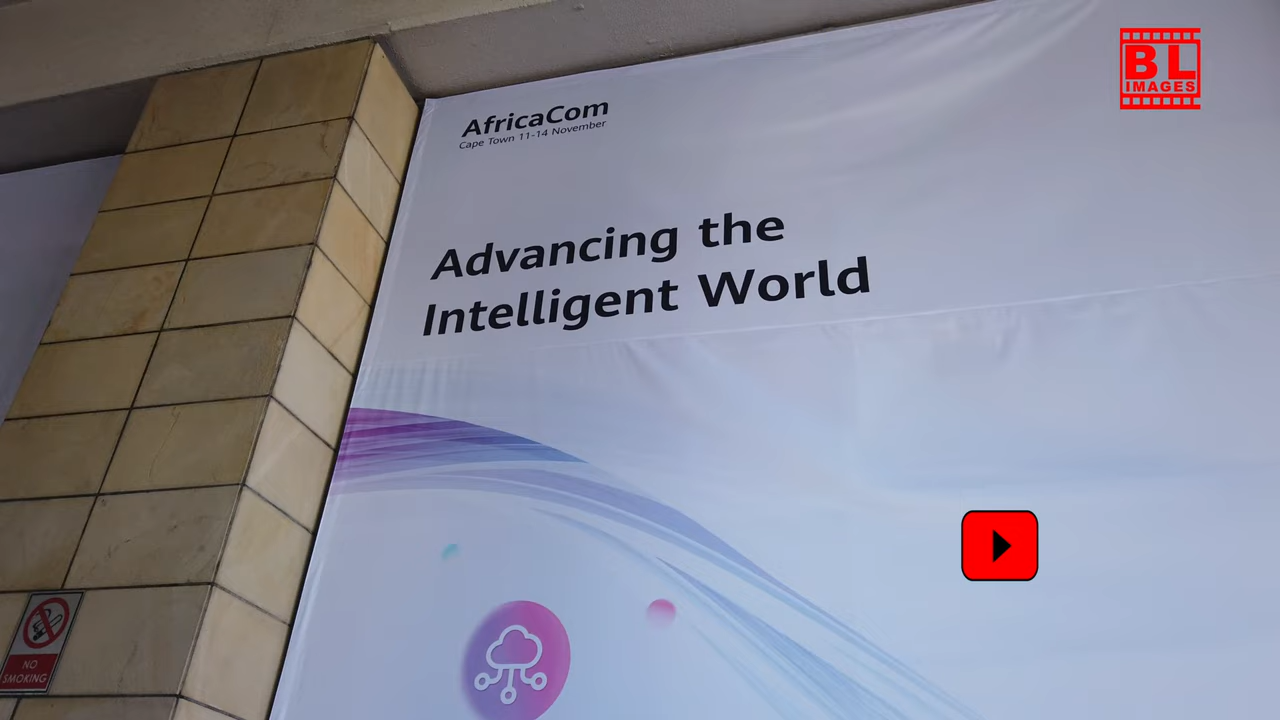 BL
IMAGES
AfricaCom
Cape Town 11-14 November
Advancing the
Intelligent World
NO
SMOKING